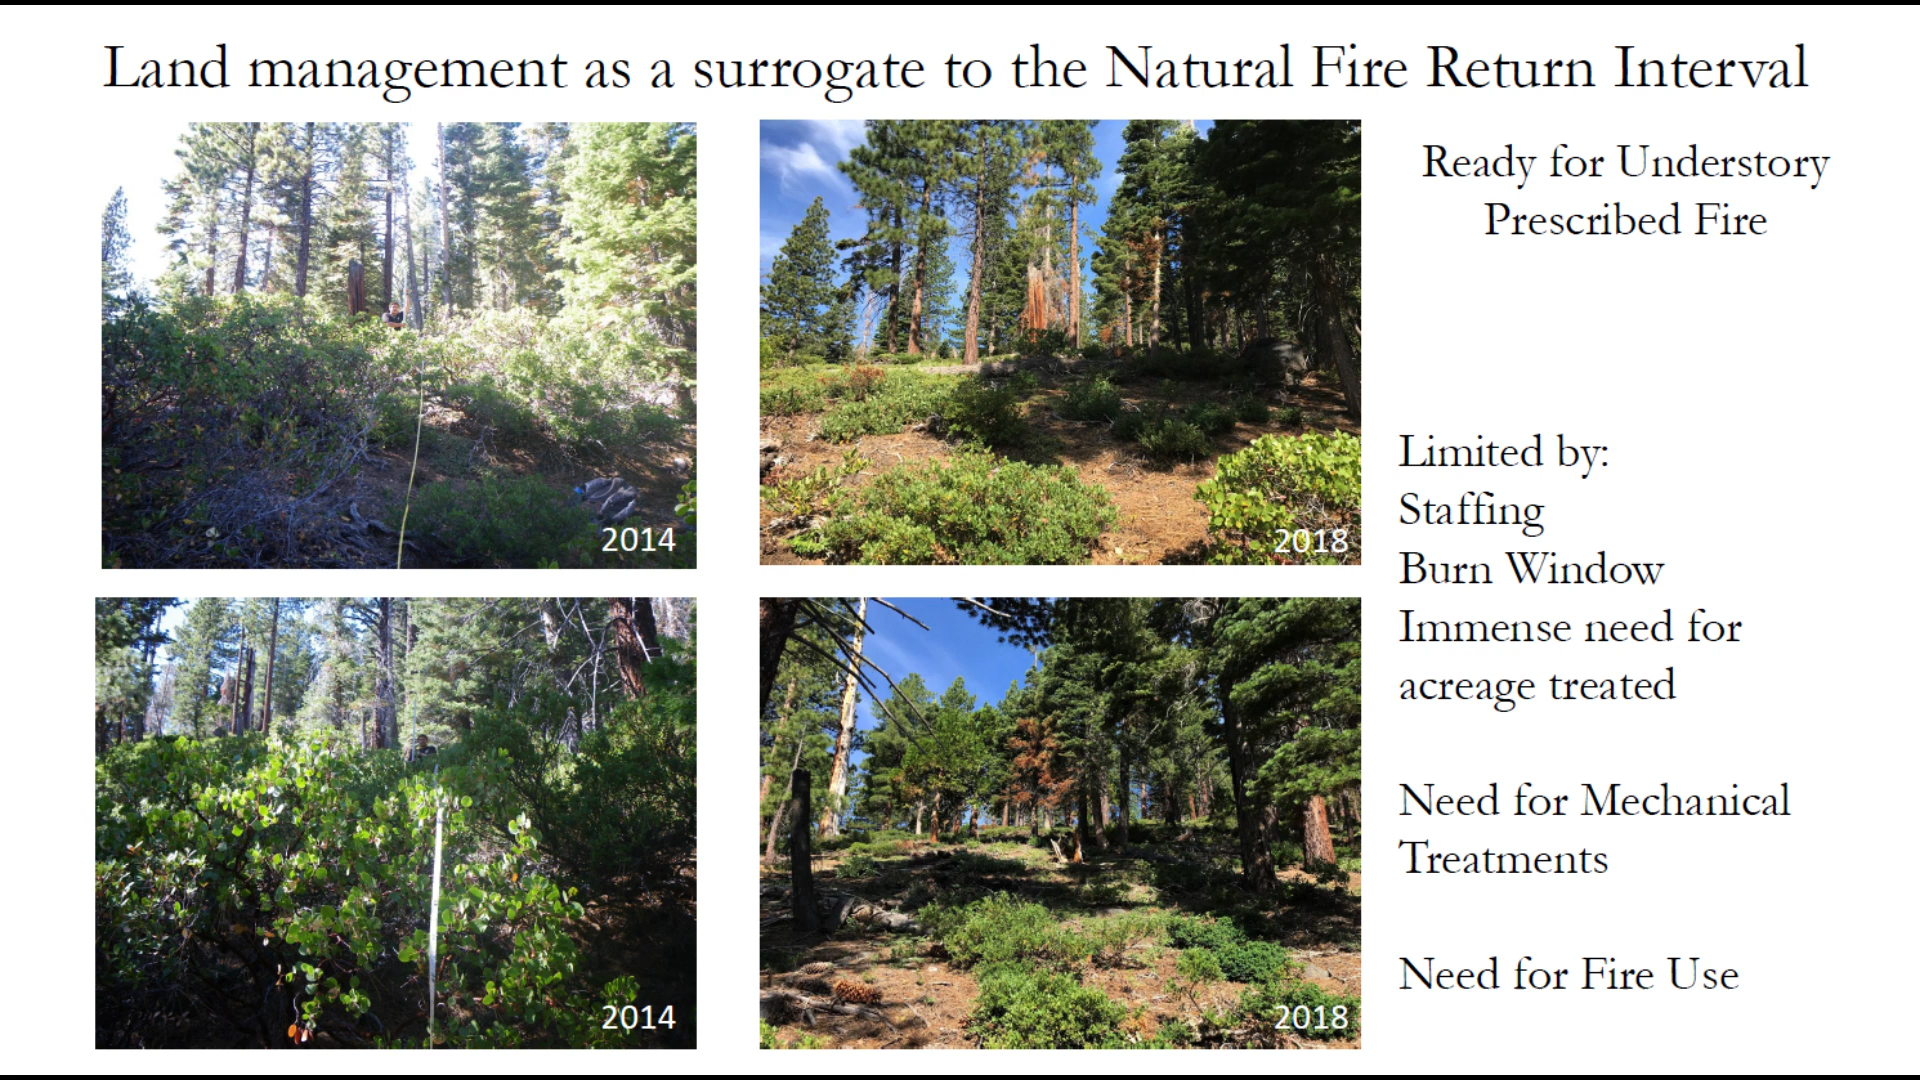 Land management as a surrogate to the Natural Fire Return Interval
2014
2018
2014
2018
Ready for Understory
Prescribed Fire
Limited by:
Staffing
Burn Window
Immense need for
acreage treated
Need for Mechanical
Treatments
Need for Fire Use